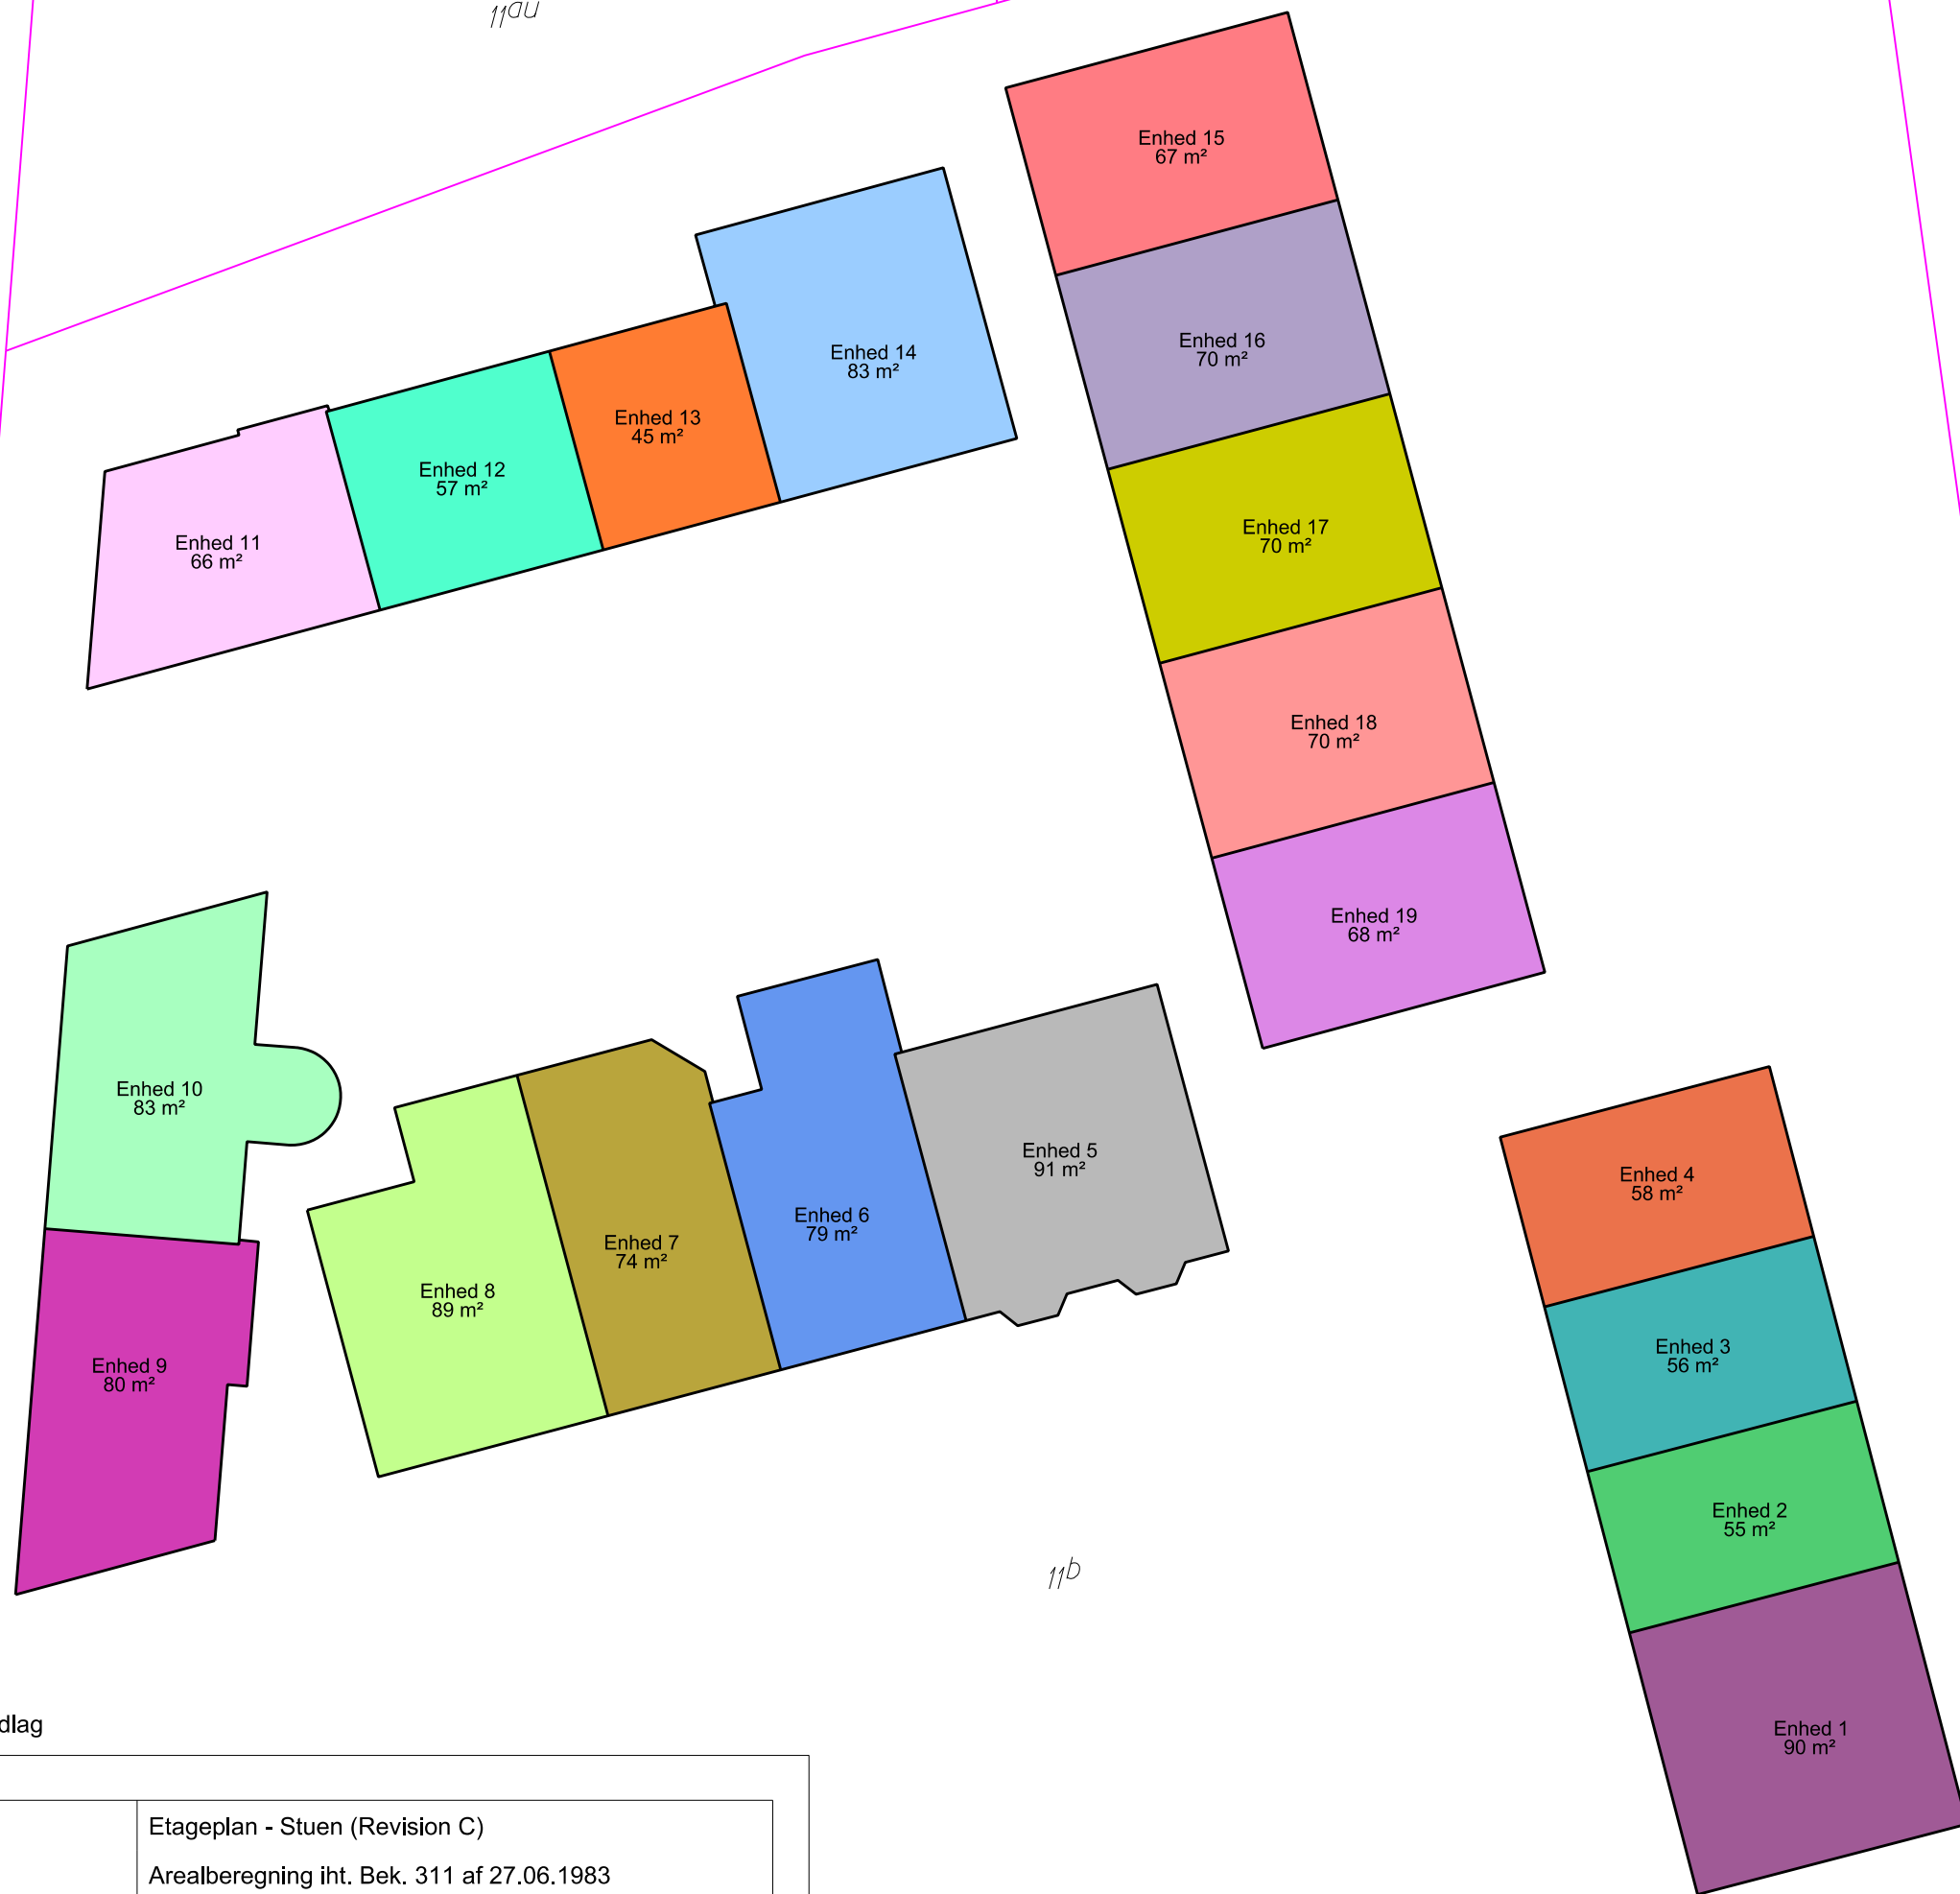 11au
Enhed 15
67 m²
Enhed 16
70 m²
Enhed 14
83 m²
Enhed 13
45 m²
Enhed 12
57 m²
Enhed 11
66 m²
Enhed 17
70 m²
Enhed 18
70 m²
Enhed 19
68 m²
Enhed 10
83 m²
Enhed 5
91 m²
Enhed 6
79 m²
Enhed 7
74 m²
Enhed 8
89 m²
Enhed 9
80 m²
Enhed 4
58 m²
Enhed 3
56 m²
Enhed 2
55 m²
Enhed 1
90 m²
11b
dlag
Etageplan - Stuen (Revision C)
Arealberegning iht. Bek. 311 af 27.06.1983